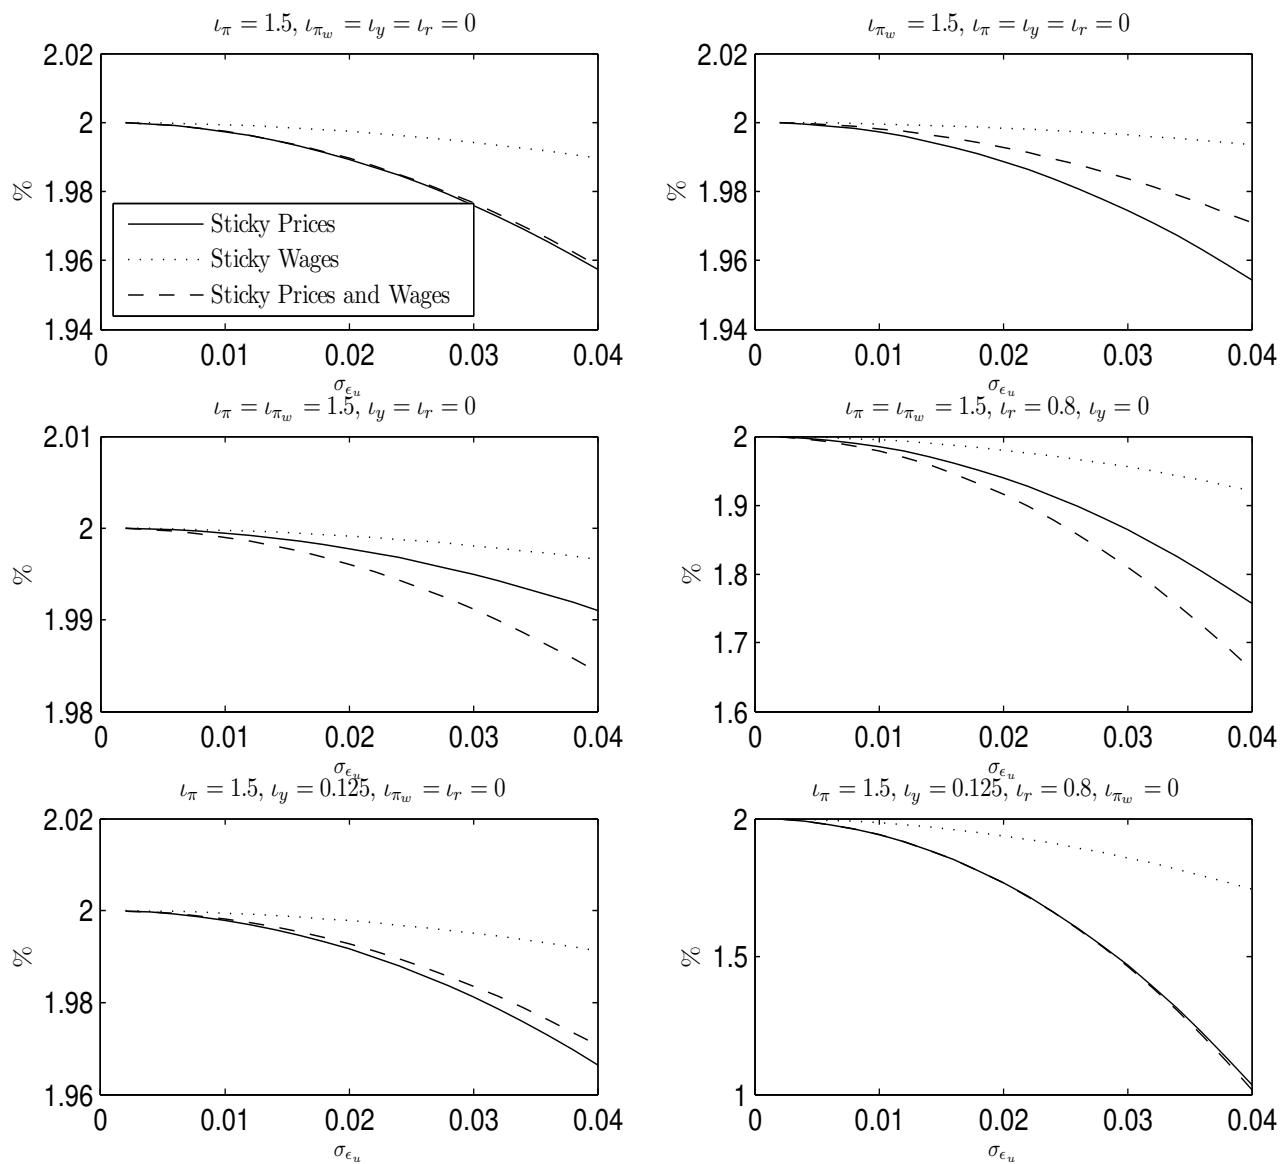 ι_π = 1.5, ι_{π_w} = ι_y = ι_r = 0
2.02
2
1.98
1.96
1.94
%
Sticky Prices
Sticky Wages
Sticky Prices and Wages
0 0.01 0.02 0.03 0.04
σ_{ϵ_u}
ι_{π_w} = 1.5, ι_π = ι_y = ι_r = 0
2.02
2
1.98
1.96
1.94
%
0 0.01 0.02 0.03 0.04
σ_{ϵ_u}
ι_π = ι_{π_w} = 1.5, ι_y = ι_r = 0
2.01
2
1.99
1.98
%
0 0.01 0.02 0.03 0.04
σ_{ϵ_u}
ι_π = ι_{π_w} = 1.5, ι_r = 0.8, ι_y = 0
2
1.9
1.8
1.7
1.6
%
0 0.01 0.02 0.03 0.04
σ_{ϵ_u}
ι_π = 1.5, ι_y = 0.125, ι_{π_w} = ι_r = 0
2.02
2
1.98
1.96
%
0 0.01 0.02 0.03 0.04
σ_{ϵ_u}
ι_π = 1.5, ι_y = 0.125, ι_r = 0.8, ι_{π_w} = 0
2
1.5
1
%
0 0.01 0.02 0.03 0.04
σ_{ϵ_u}